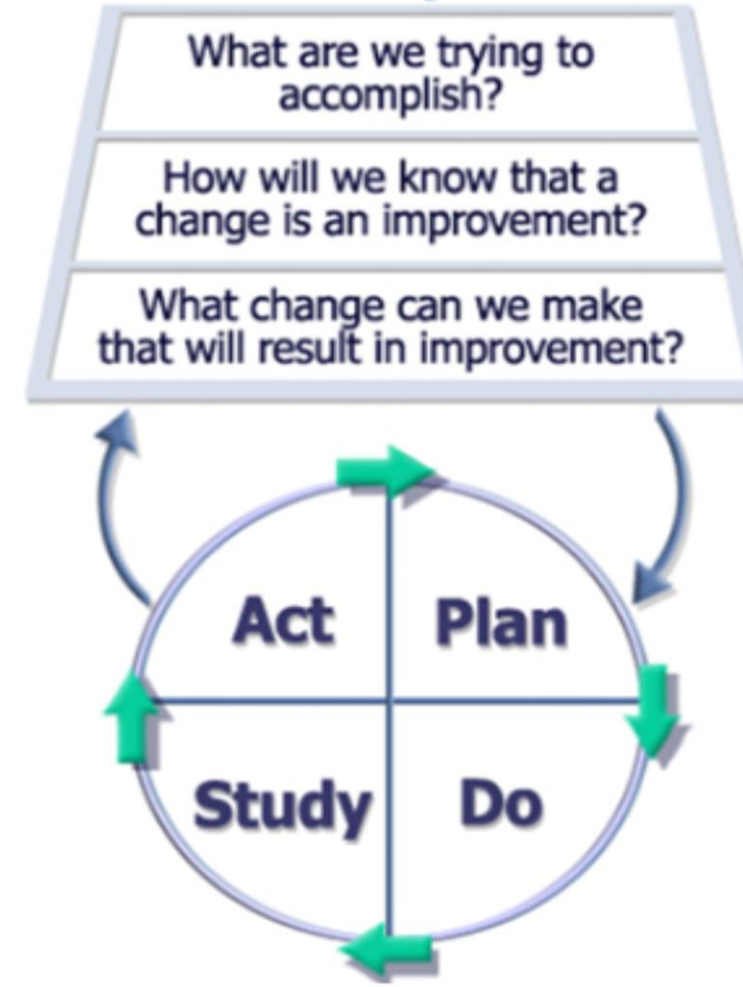 What are we trying to
accomplish?
How will we know that a
change is an improvement?
What change can we make
that will result in improvement?
Act
Plan
Study
Do